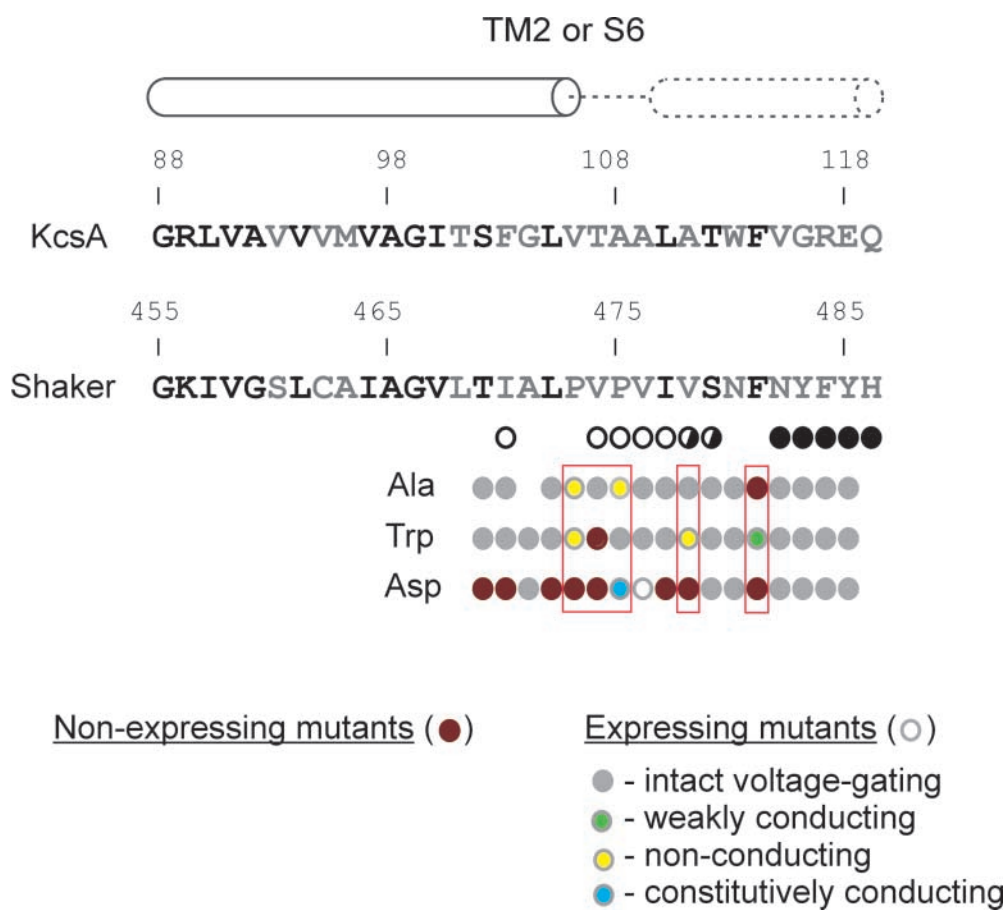 TM2 or S6
88 98 108 118
KcsA GRLVAVVVMVAGITSFGLVTAALATWFVGREQ
455 465 475 485
Shaker GKIVGSLCAIAGVLTIALPVPVIVSNFNYFYH
Ala
Trp
Asp
Non-expressing mutants ( )
Expressing mutants ( )
- intact voltage-gating
- weakly conducting
- non-conducting
- constitutively conducting